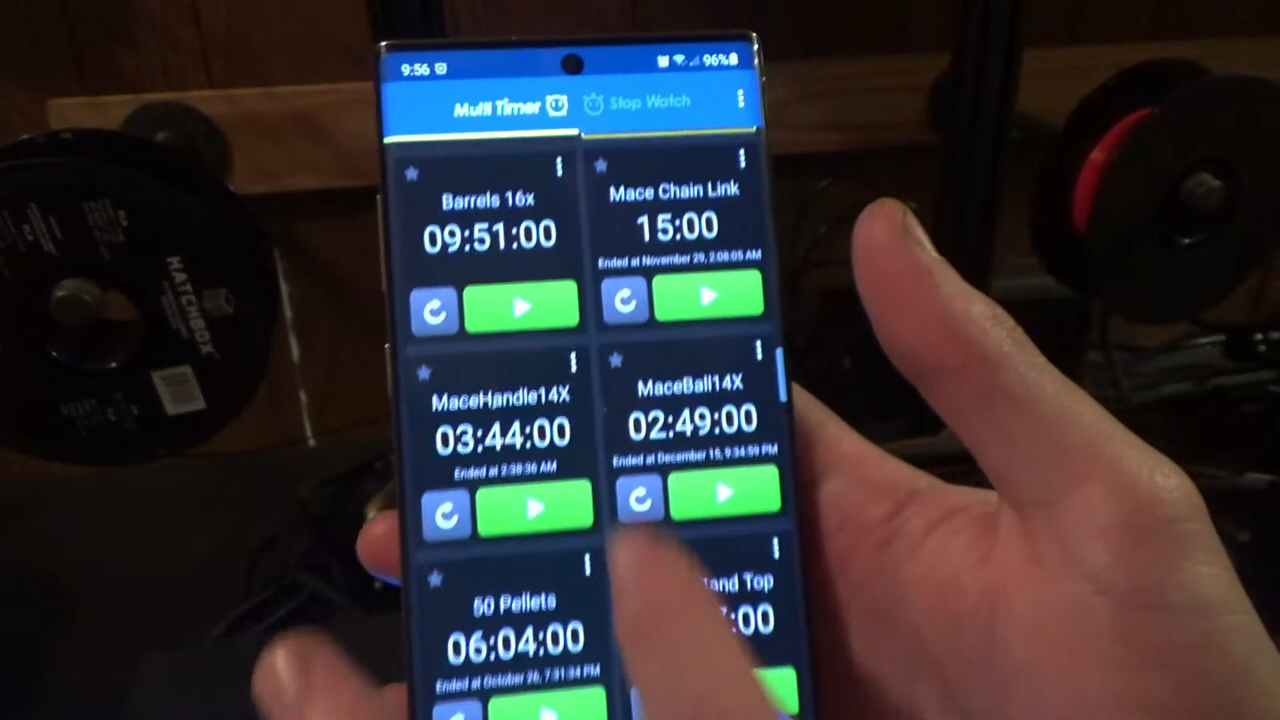 9:56
96%
Multi Timer
Stop Watch
Barrels 16x
09:51:00
Mace Chain Link
15:00
Ended at November 29, 2:08:05 AM
MaceHandle14X
03:44:00
Ended at 2:38:36 AM
MaceBall14X
02:49:00
Ended at December 15, 9:34:59 PM
50 Pellets
06:04:00
Ended at October 26, 7:31:34 PM
Top
:00
HATCHBOX